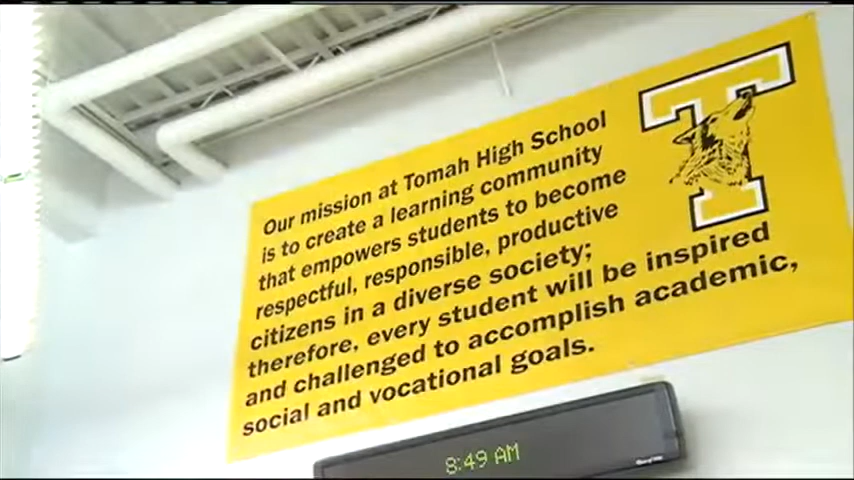 Our mission at Tomah High School
is to create a learning community
that empowers students to become
respectful, responsible, productive
citizens in a diverse society;
therefore, every student will be inspired
and challenged to accomplish academic,
social and vocational goals.
T
8:49 AM